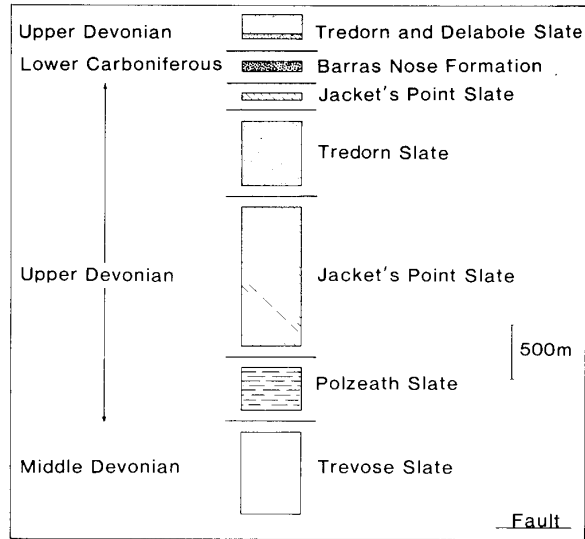 Upper Devonian Tredorn and Delabole Slate
Lower Carboniferous Barras Nose Formation
Jacket's Point Slate
Tredorn Slate
Upper Devonian Jacket's Point Slate
500m
Polzeath Slate
Middle Devonian Trevose Slate
Fault